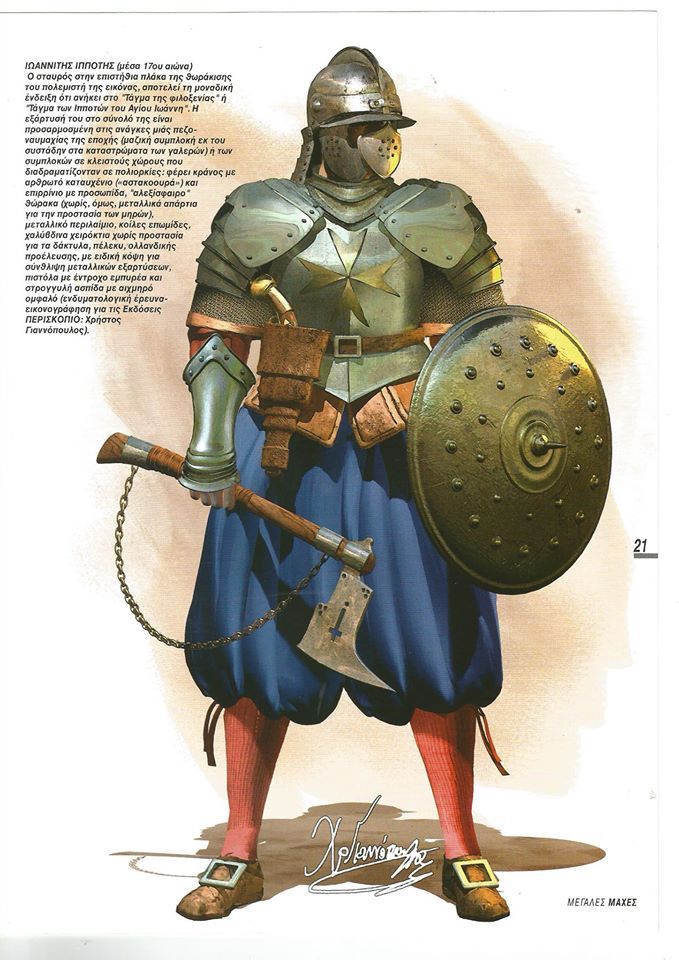 ΙΩΑΝΝΙΤΗΣ ΙΠΠΟΤΗΣ (μέσα 17ου αιώνα)
Ο σταυρός στην επιστήθια πλάκα της θωράκισης
του πολεμιστή της εικόνας, αποτελεί τη μοναδική
ένδειξη ότι ανήκει στο "Τάγμα της φιλοξενίας" ή
"Τάγμα των Ιπποτών του Αγίου Ιωάννη". Η
εξάρτυσή του στο σύνολό της είναι
προσαρμοσμένη στις ανάγκες μιάς πεζο-
ναυμαχίας της εποχής (μαζική συμπλοκή εκ του
συστάδην στα καταστρώματα των γαλερών) ή των
συμπλοκών σε κλειστούς χώρους που
διαδραματίζονταν σε πολιορκίες: φέρει κράνος με
αρθρωτό καταυχένιο («αστακοουρά») και
επιρρίνιο με προσωπίδα, "αλεξίσφαιρο"
θώρακα (χωρίς, όμως, μεταλλικά απάρτια
για την προστασία των μηρών),
μεταλλικό περιλαίμιο, κοίλες επωμίδες,
χαλύβδινα χειρόκτια χωρίς προστασία
για τα δάκτυλα, πέλεκυ, ολλανδικής
προέλευσης, με ειδική κόψη για
σύνθλιψη μεταλλικών εξαρτύσεων,
πιστόλα με έντροχο εμπυρέα και
στρογγυλή ασπίδα με αιχμηρό
ομφαλό (ενδυματολογική έρευνα-
εικονογράφηση για τις Εκδόσεις
ΠΕΡΙΣΚΟΠΙΟ: Χρήστος
Γιαννόπουλος).
21
ΜΕΓΑΛΕΣ ΜΑΧΕΣ